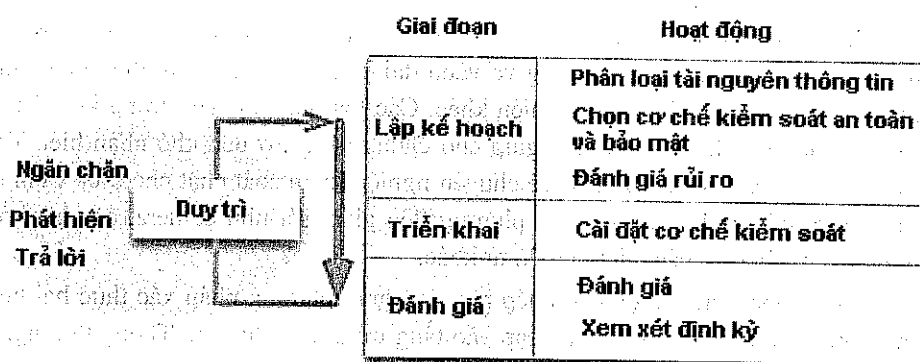 Giai đoạn Hoạt động
Phân loại tài nguyên thông tin
Lập kế hoạch
Chọn cơ chế kiểm soát an toàn
và bảo mật
Đánh giá rủi ro
Ngăn chặn
Phát hiện
Trả lời
Duy trì
Triển khai Cài đặt cơ chế kiểm soát
Đánh giá
Đánh giá
Xem xét định kỳ